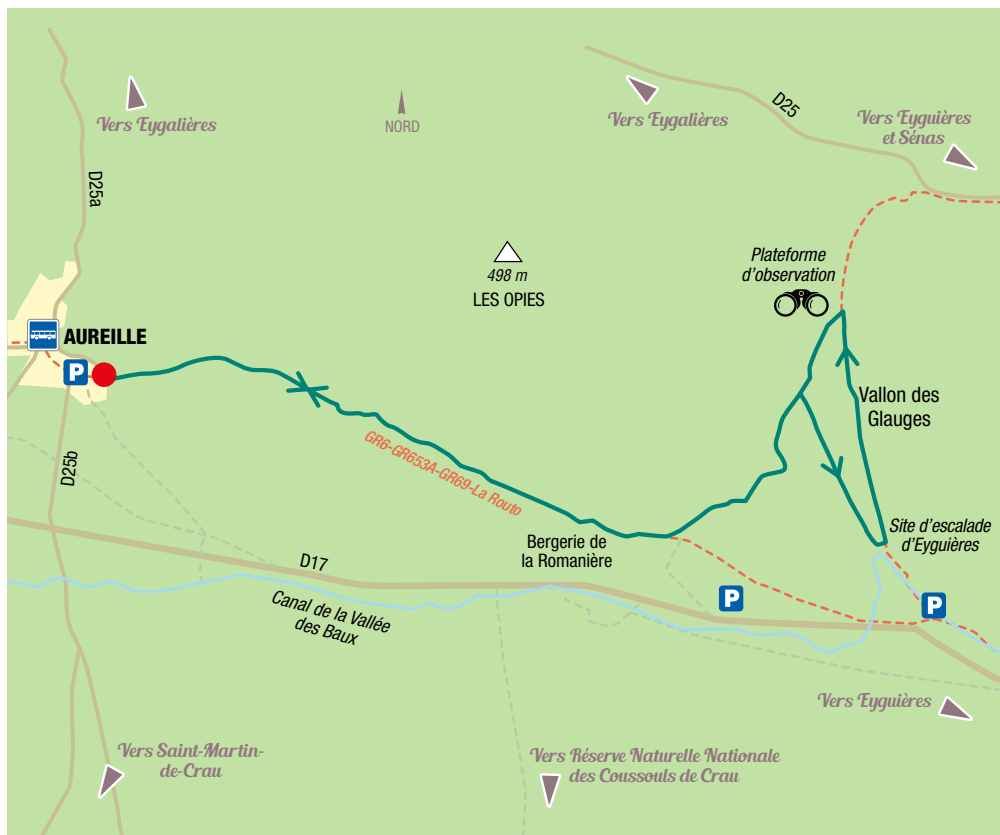 Vers Eygalières
NORD
Vers Eygalières
D25
Vers Eyguières
et Sénas
D25a
Plateforme
d'observation
498 m
LES OPIES
AUREILLE
P
Vallon des
Glauges
GR6-GR653A-GR69-La Routo
D25b
Site d'escalade
d'Eyguières
Bergerie de
la Romanière
D17
P
P
Canal de la Vallée
des Baux
Vers Eyguières
Vers Saint-Martin-
de-Crau
Vers Réserve Naturelle Nationale
des Coussouls de Crau